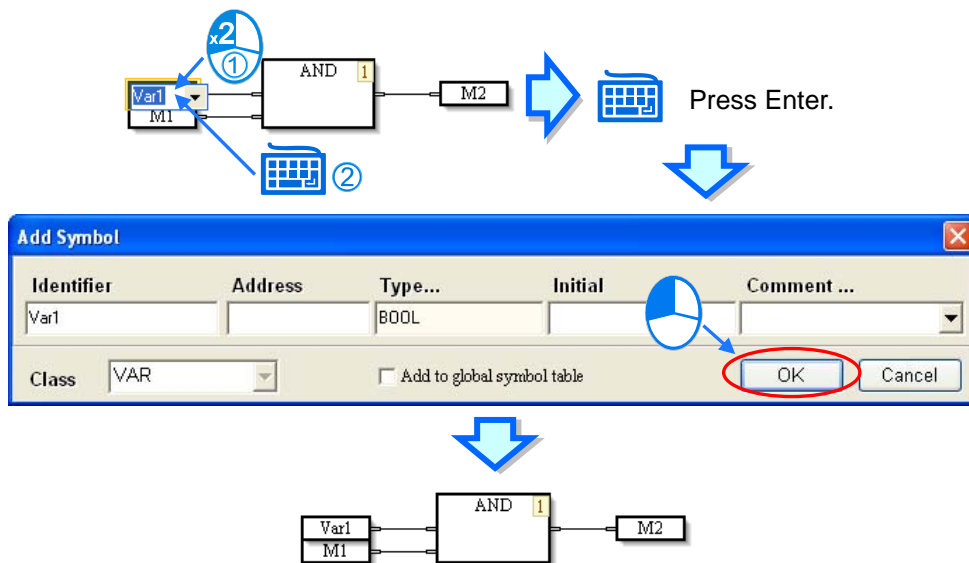 x2
①
AND 1
Var1
M2
M1
Press Enter.
②
Add Symbol
Identifier Address Type... Initial Comment ...
Var1 BOOL
Class VAR Add to global symbol table OK Cancel
AND 1
Var1 M2
M1